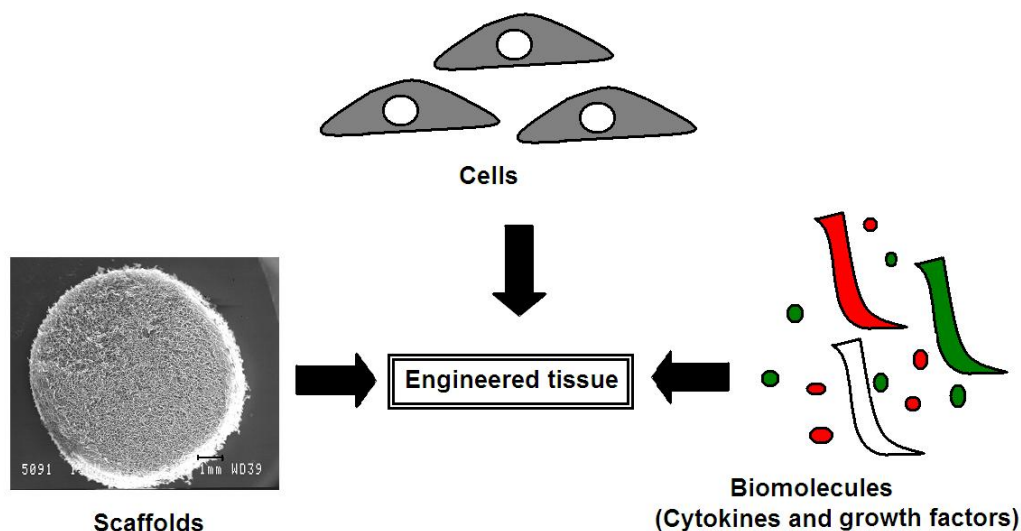 Cells
Engineered tissue
5091
1mm WD39
Scaffolds
Biomolecules
(Cytokines and growth factors)